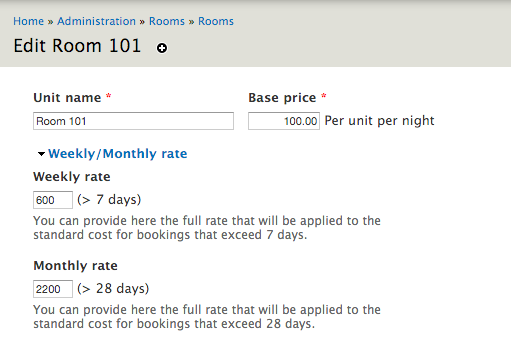 Home » Administration » Rooms » Rooms
Edit Room 101
Unit name * Base price *
Room 101 100.00 Per unit per night
Weekly/Monthly rate
Weekly rate
600 (> 7 days)
You can provide here the full rate that will be applied to the
standard cost for bookings that exceed 7 days.
Monthly rate
2200 (> 28 days)
You can provide here the full rate that will be applied to the
standard cost for bookings that exceed 28 days.